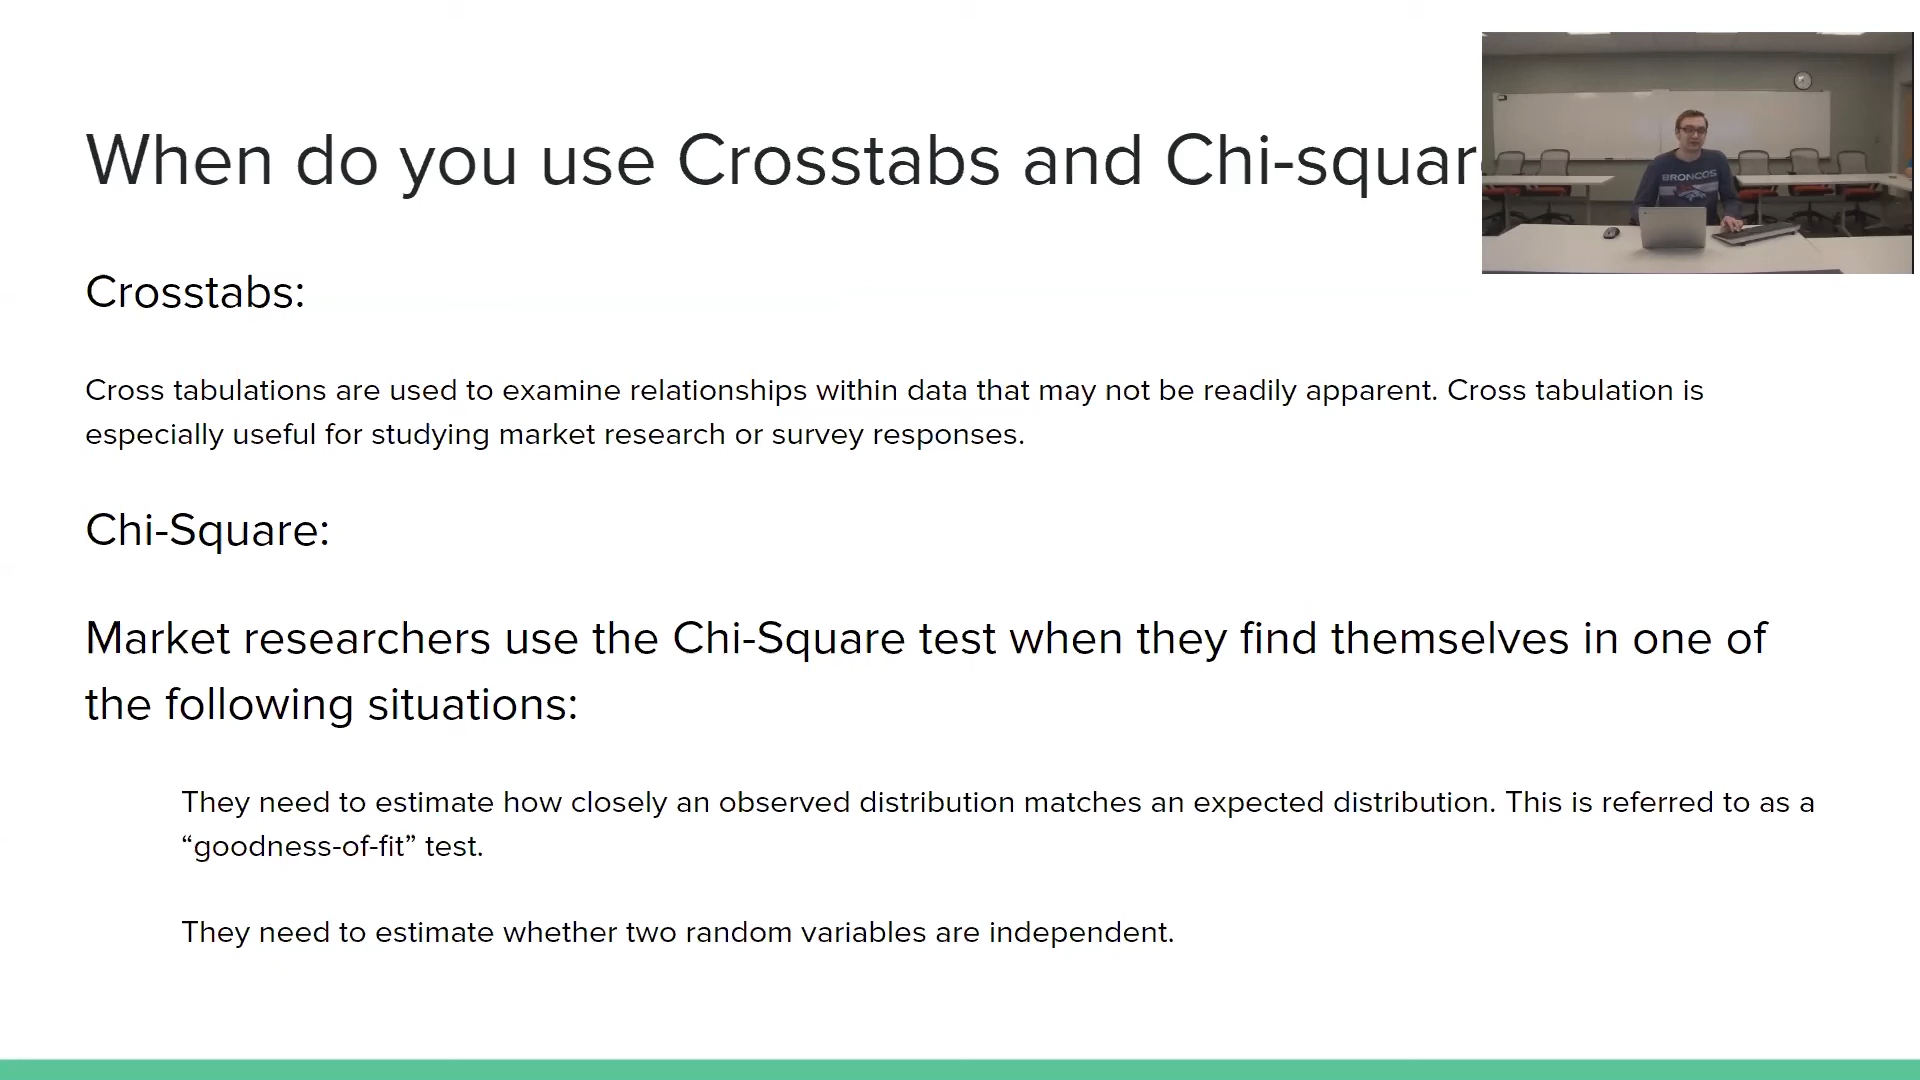 When do you use Crosstabs and Chi-squar
BRONCOS
Crosstabs:
Cross tabulations are used to examine relationships within data that may not be readily apparent. Cross tabulation is
especially useful for studying market research or survey responses.
Chi-Square:
Market researchers use the Chi-Square test when they find themselves in one of
the following situations:
They need to estimate how closely an observed distribution matches an expected distribution. This is referred to as a
“goodness-of-fit” test.
They need to estimate whether two random variables are independent.